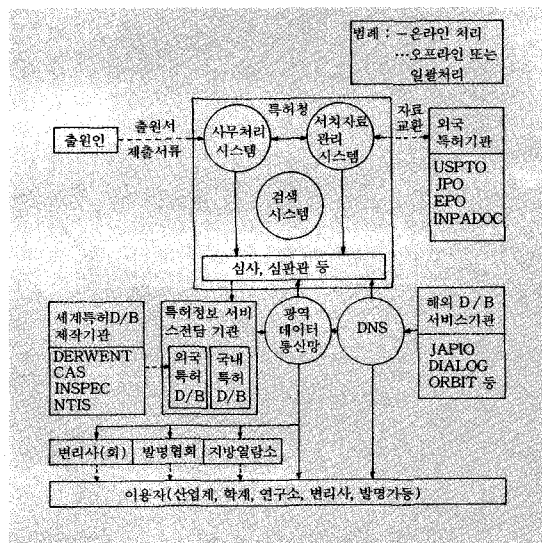 범례 : —온라인 처리
…오프라인 또는
일괄처리
특허청
출원인
출원서
제출서류
사무처리
시스템
서치자료
관리
시스템
자료
교환
외국
특허기관
USPTO
JPO
EPO
INPADOC
검색
시스템
심사, 심판관 등
세계특허D/B
제작기관
DERWENT
CAS
INSPEC
NTIS
특허정보 서비
스전담 기관
외국
특허
D/B
국내
특허
D/B
광역
데이터
통신망
DNS
해외 D/B
서비스기관
JAPIO
DIALOG
ORBIT 등
변리사(회)
발명협회
지방열람소
이용자(산업계, 학계, 연구소, 변리사, 발명가등)